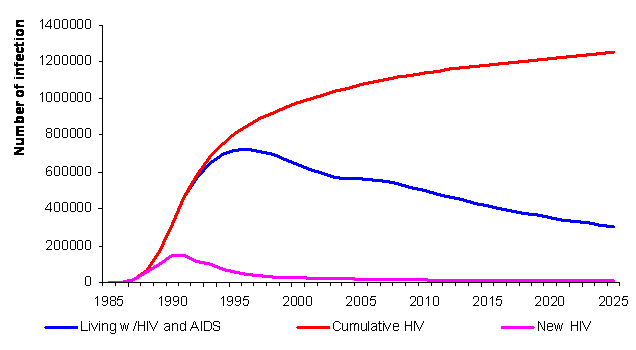 Number of infection
1400000
1200000
1000000
800000
600000
400000
200000
0
1985 1990 1995 2000 2005 2010 2015 2020 2025
Living w/HIV and AIDS Cumulative HIV New HIV